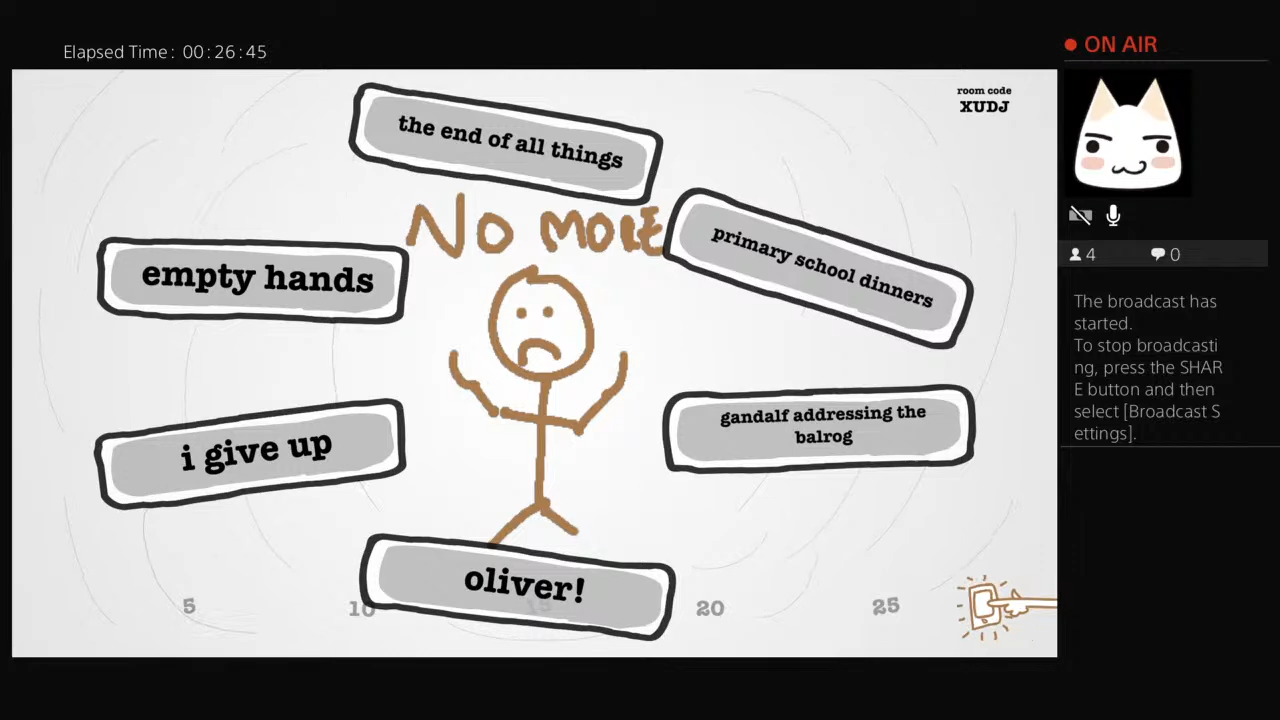 Elapsed Time: 00:26:45
ON AIR
room code
XUDJ
the end of all things
NO MORE
primary school dinners
empty hands
gandalf addressing the
balrog
i give up
oliver!
5
10
15
20
25
4
0
The broadcast has
started.
To stop broadcasti
ng, press the SHAR
E button and then
select [Broadcast S
ettings].